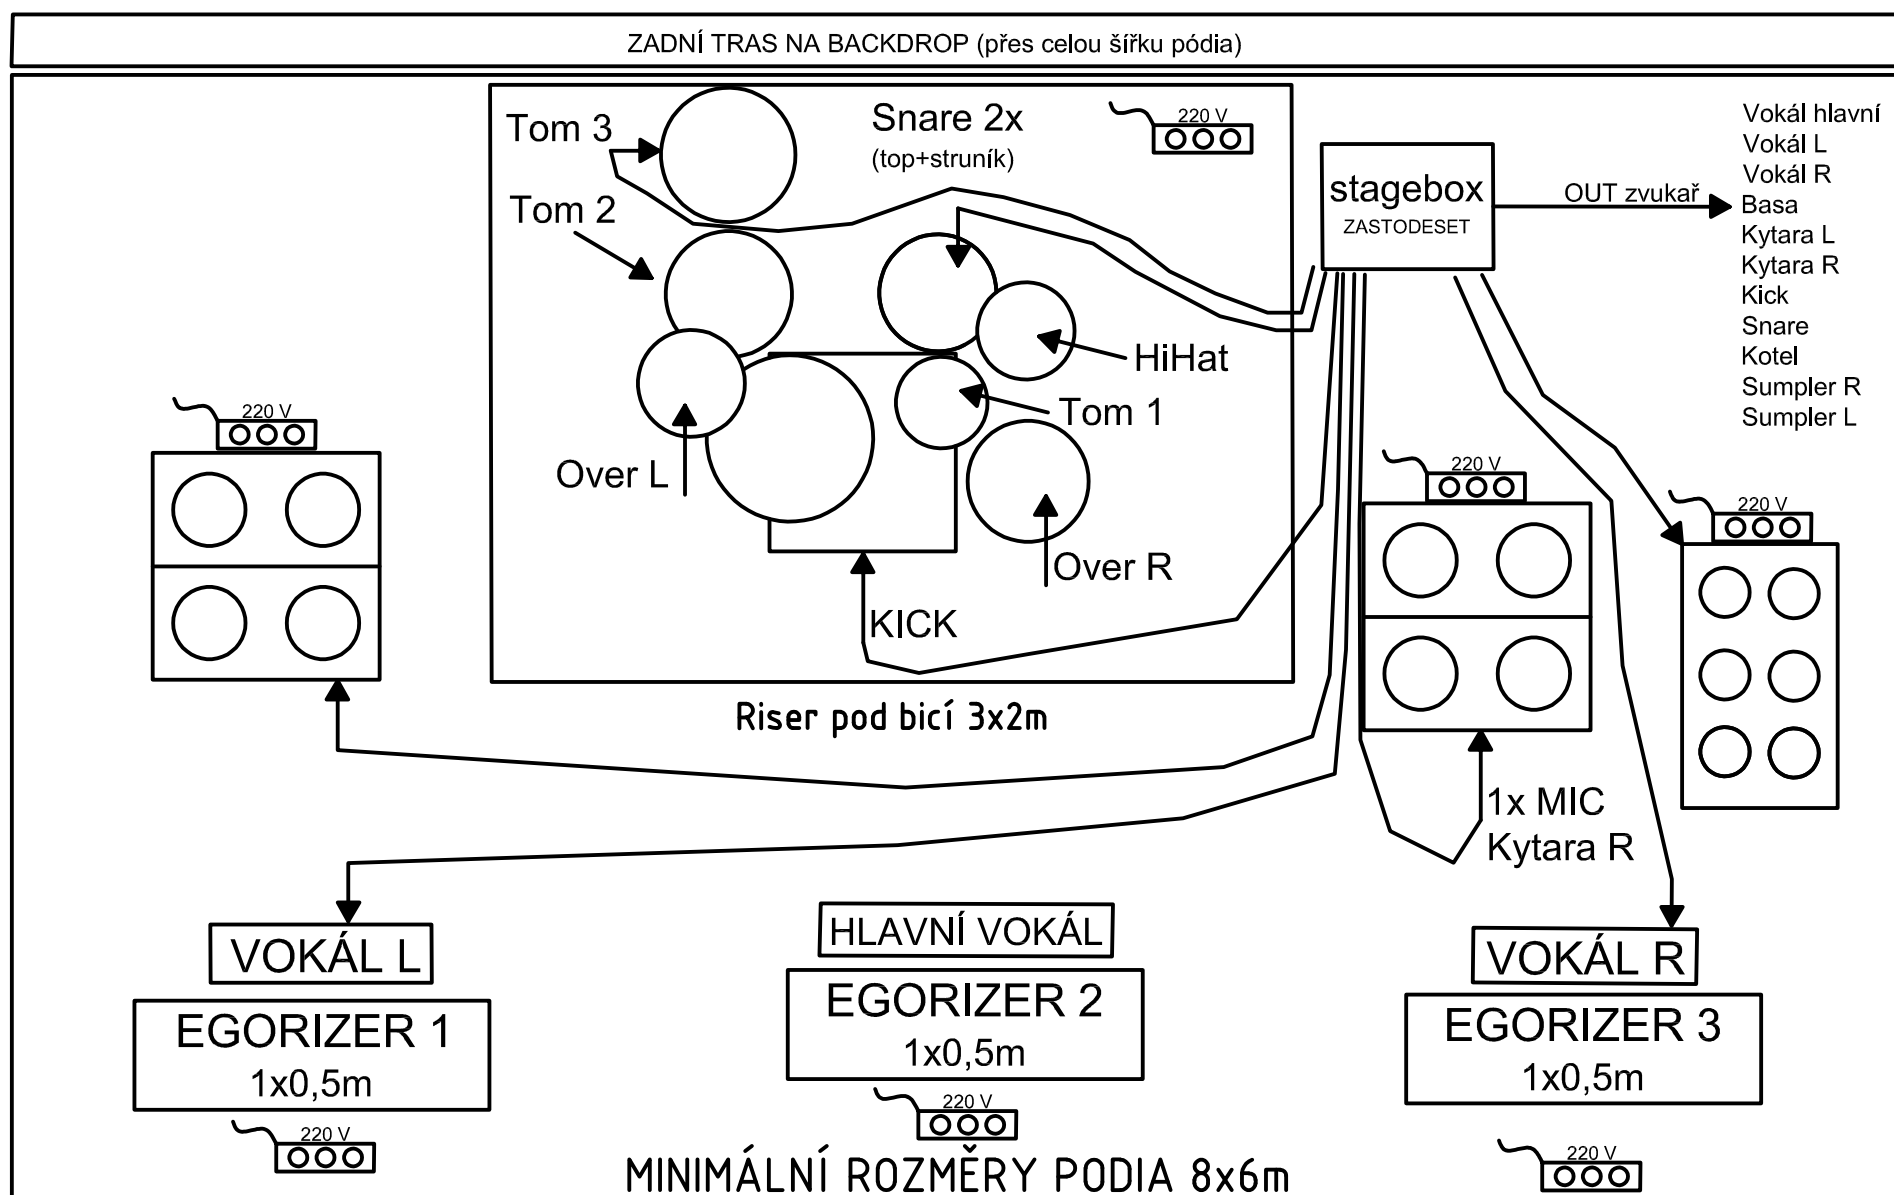 ZADNÍ TRAS NA BACKDROP (přes celou šířku pódia)
Tom 3
Snare 2x
(top+struník)
220 V
Tom 2
stagebox
ZASTODESET
OUT zvukař
Vokál hlavní
Vokál L
Vokál R
Basa
Kytara L
Kytara R
Kick
Snare
Kotel
Sumpler R
Sumpler L
HiHat
Tom 1
220 V
Over L
Over R
220 V
220 V
KICK
Riser pod bicí 3x2m
1x MIC
Kytara R
VOKÁL L
HLAVNÍ VOKÁL
VOKÁL R
EGORIZER 1
1x0,5m
EGORIZER 2
1x0,5m
EGORIZER 3
1x0,5m
220 V
220 V
220 V
MINIMÁLNÍ ROZMĚRY PODIA 8x6m